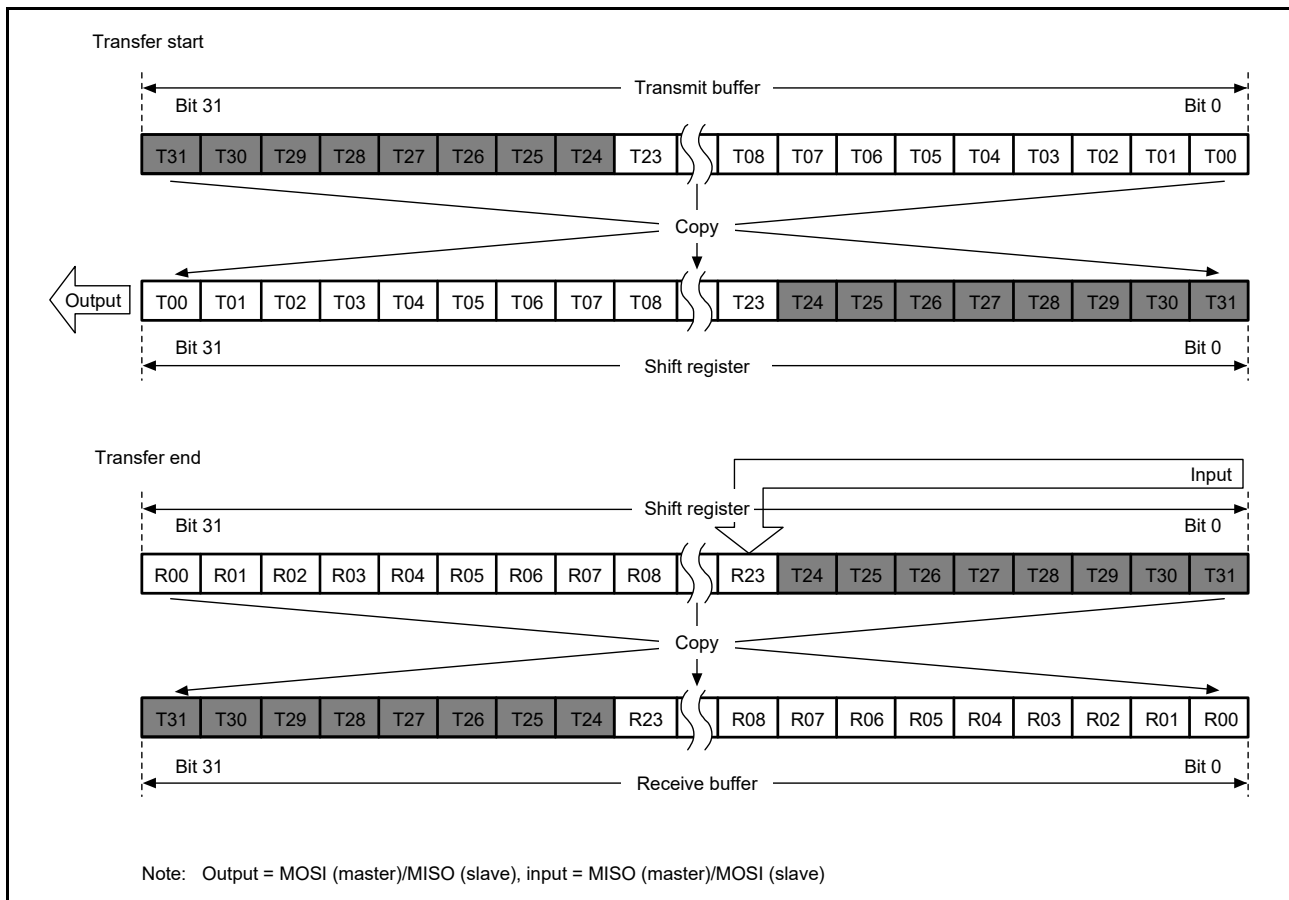 Transfer start
Transmit buffer
Bit 31 Bit 0
T31 T30 T29 T28 T27 T26 T25 T24 T23 T08 T07 T06 T05 T04 T03 T02 T01 T00
Copy
Output T00 T01 T02 T03 T04 T05 T06 T07 T08 T23 T24 T25 T26 T27 T28 T29 T30 T31
Bit 31 Bit 0
Shift register
Transfer end
Input
Shift register
Bit 31 Bit 0
R00 R01 R02 R03 R04 R05 R06 R07 R08 R23 T24 T25 T26 T27 T28 T29 T30 T31
Copy
T31 T30 T29 T28 T27 T26 T25 T24 R23 R08 R07 R06 R05 R04 R03 R02 R01 R00
Bit 31 Bit 0
Receive buffer
Note: Output = MOSI (master)/MISO (slave), input = MISO (master)/MOSI (slave)